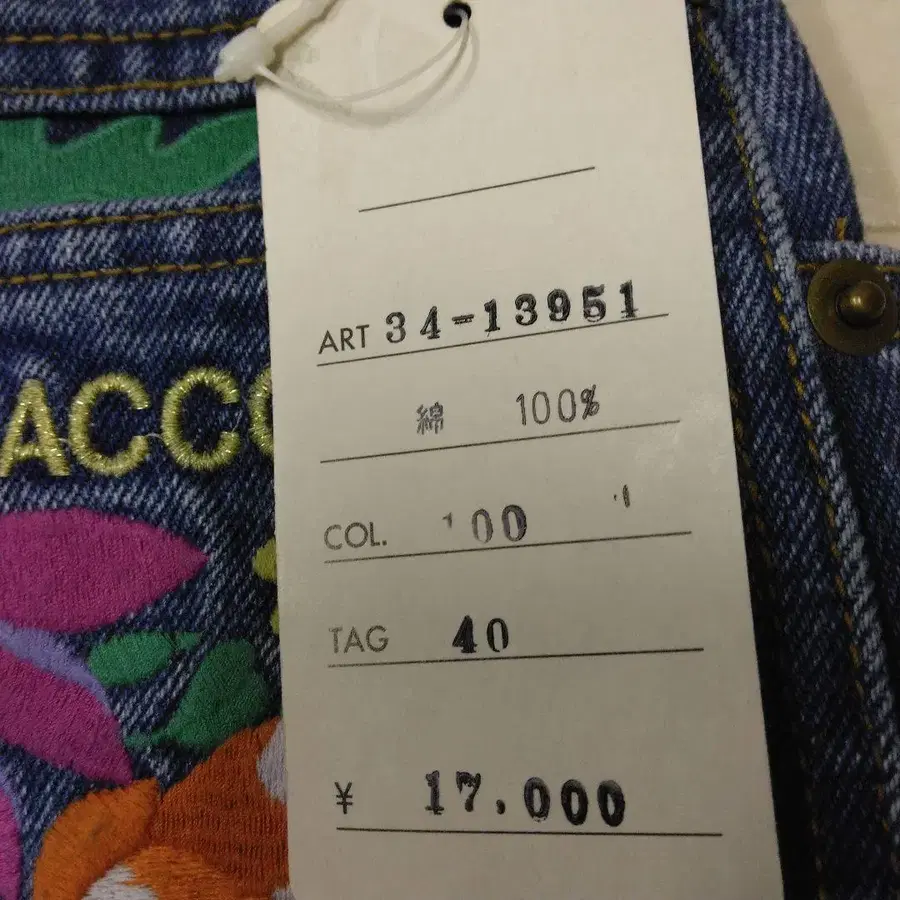 ART 34-13951
綿 100%
COL. 100
TAG 40
¥ 17.000
ACCO